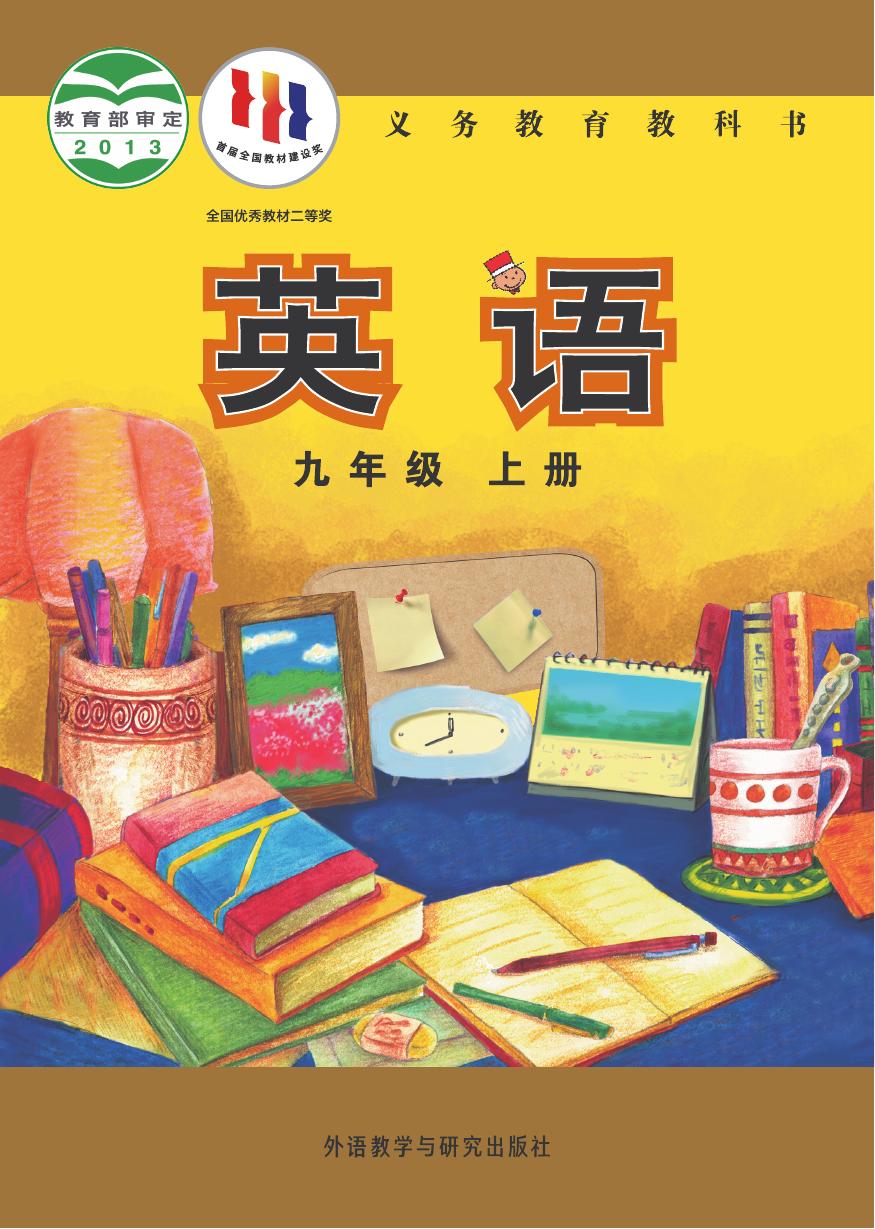 教育部审定
2013
首届全国教材建设奖
义务教育教科书
全国优秀教材二等奖
英语
九年级 上册
外语教学与研究出版社